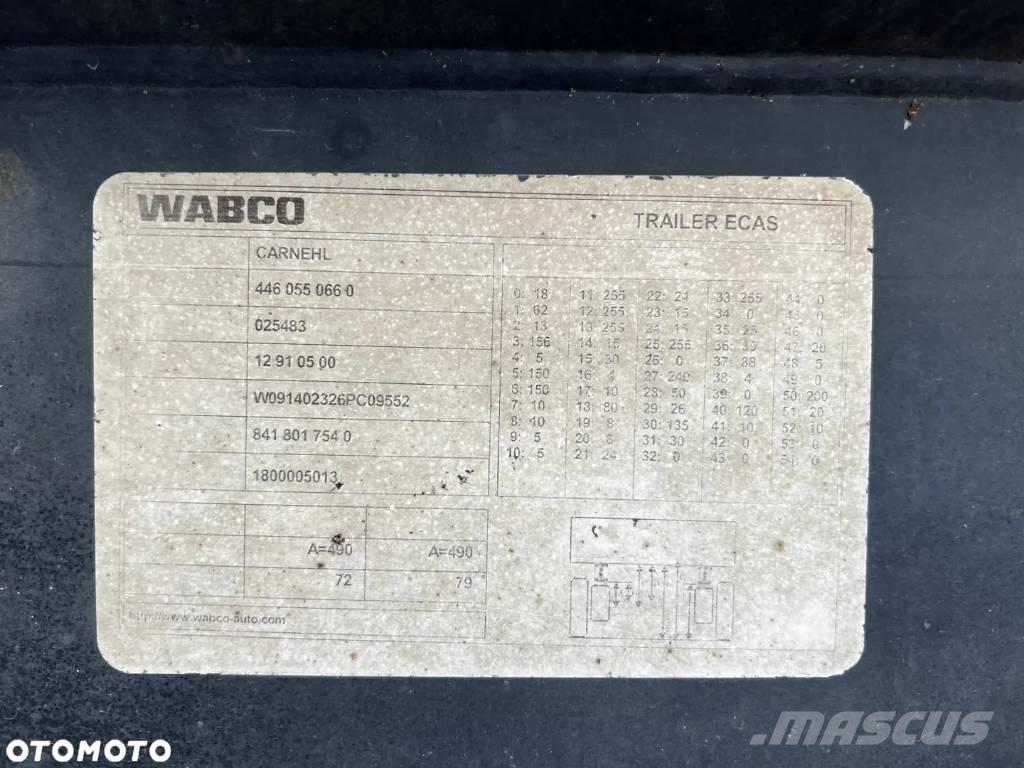 WABCO
TRAILER ECAS
CARNEHL
446 055 066 0
025483
12 91 05 00
W091402326PC09552
841 801 754 0
1800005013
0: 18 11: 255 22: 24 33: 255 44: 0
1: 62 12: 255 23: 15 34: 0 45: 0
2: 13 13: 255 24: 15 35: 25 46: 0
3: 156 14: 15 25: 255 36: 30 47: 20
4: 5 15: 30 26: 0 37: 88 48: 5
5: 150 16: 4 27: 240 38: 4 49: 0
6: 150 17: 10 28: 50 39: 0 50: 200
7: 10 18: 80 29: 26 40: 120 51: 20
8: 10 19: 8 30: 135 41: 10 52: 10
9: 5 20: 8 31: 30 42: 0 53: 0
10: 5 21: 24 32: 0 43: 0 54: 0
A=490 A=490
72 79
http://www.wabco-auto.com
OTOMOTO
MASCUS